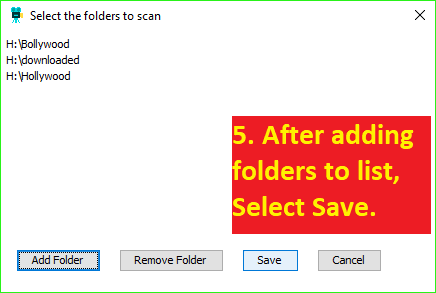 Select the folders to scan
H:\Bollywood
H:\downloaded
H:\Hollywood
5. After adding
folders to list,
Select Save.
Add Folder Remove Folder Save Cancel